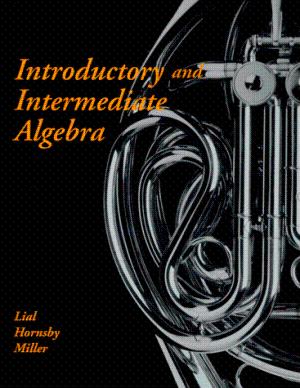 Introductory and
Intermediate
Algebra
Lial
Hornsby
Miller